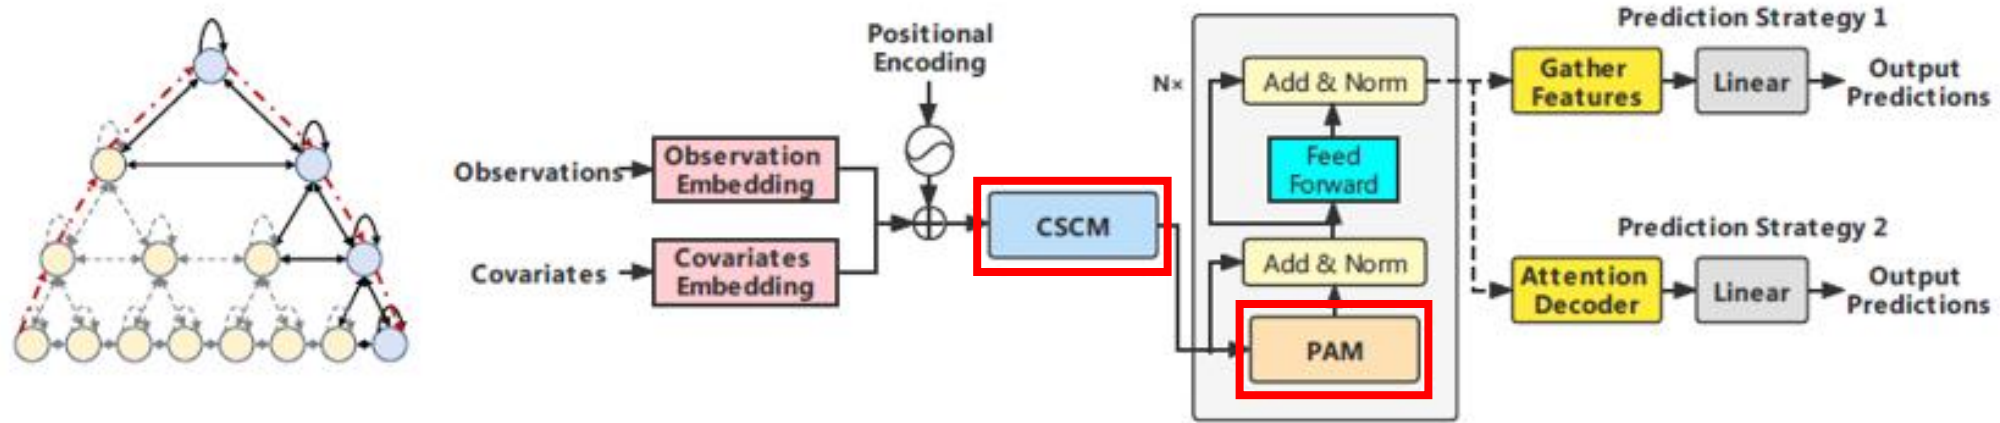 Positional
Encoding
Observations
Observation
Embedding
Covariates
Covariates
Embedding
CSCM
N×
Add & Norm
Feed
Forward
Add & Norm
PAM
Prediction Strategy 1
Gather
Features
Linear
Output
Predictions
Prediction Strategy 2
Attention
Decoder
Linear
Output
Predictions